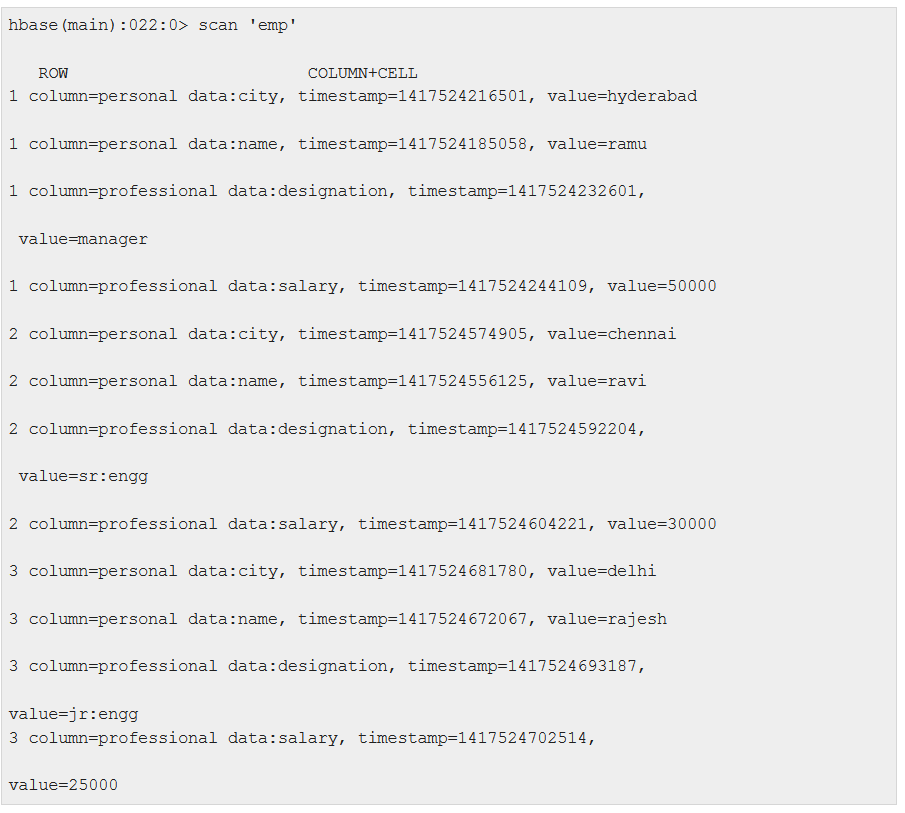 hbase(main):022:0> scan 'emp'
ROW COLUMN+CELL
1 column=personal data:city, timestamp=1417524216501, value=hyderabad
1 column=personal data:name, timestamp=1417524185058, value=ramu
1 column=professional data:designation, timestamp=1417524232601,
value=manager
1 column=professional data:salary, timestamp=1417524244109, value=50000
2 column=personal data:city, timestamp=1417524574905, value=chennai
2 column=personal data:name, timestamp=1417524556125, value=ravi
2 column=professional data:designation, timestamp=1417524592204,
value=sr:engg
2 column=professional data:salary, timestamp=1417524604221, value=30000
3 column=personal data:city, timestamp=1417524681780, value=delhi
3 column=personal data:name, timestamp=1417524672067, value=rajesh
3 column=professional data:designation, timestamp=1417524693187,
value=jr:engg
3 column=professional data:salary, timestamp=1417524702514,
value=25000